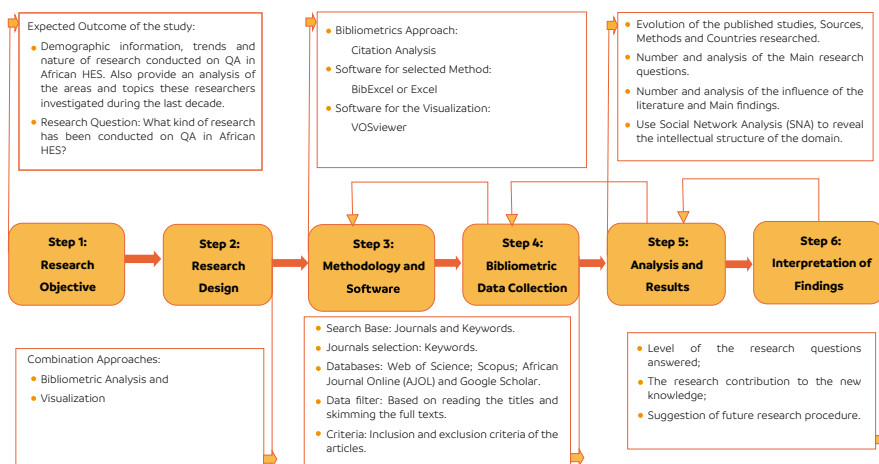 Expected Outcome of the study:
Demographic information, trends and
nature of research conducted on QA in
African HES. Also provide an analysis of
the areas and topics these researchers
investigated during the last decade.
Research Question: What kind of research
has been conducted on QA in African
HES?
Bibliometrics Approach:
Citation Analysis
Software for selected Method:
BibExcel or Excel
Software for the Visualization:
VOSviewer
Evolution of the published studies, Sources,
Methods and Countries researched.
Number and analysis of the Main research
questions.
Number and analysis of the influence of the
literature and Main findings.
Use Social Network Analysis (SNA) to reveal
the intellectual structure of the domain.
Step 1:
Research
Objective
Step 2:
Research
Design
Step 3:
Methodology and
Software
Step 4:
Bibliometric
Data Collection
Step 5:
Analysis and
Results
Step 6:
Interpretation of
Findings
Combination Approaches:
Bibliometric Analysis and
Visualization
Search Base: Journals and Keywords.
Journals selection: Keywords.
Databases: Web of Science; Scopus; African
Journal Online (AJOL) and Google Scholar.
Data filter: Based on reading the titles and
skimming the full texts.
Criteria: Inclusion and exclusion criteria of the
articles.
Level of the research questions
answered;
The research contribution to the new
knowledge;
Suggestion of future research procedure.